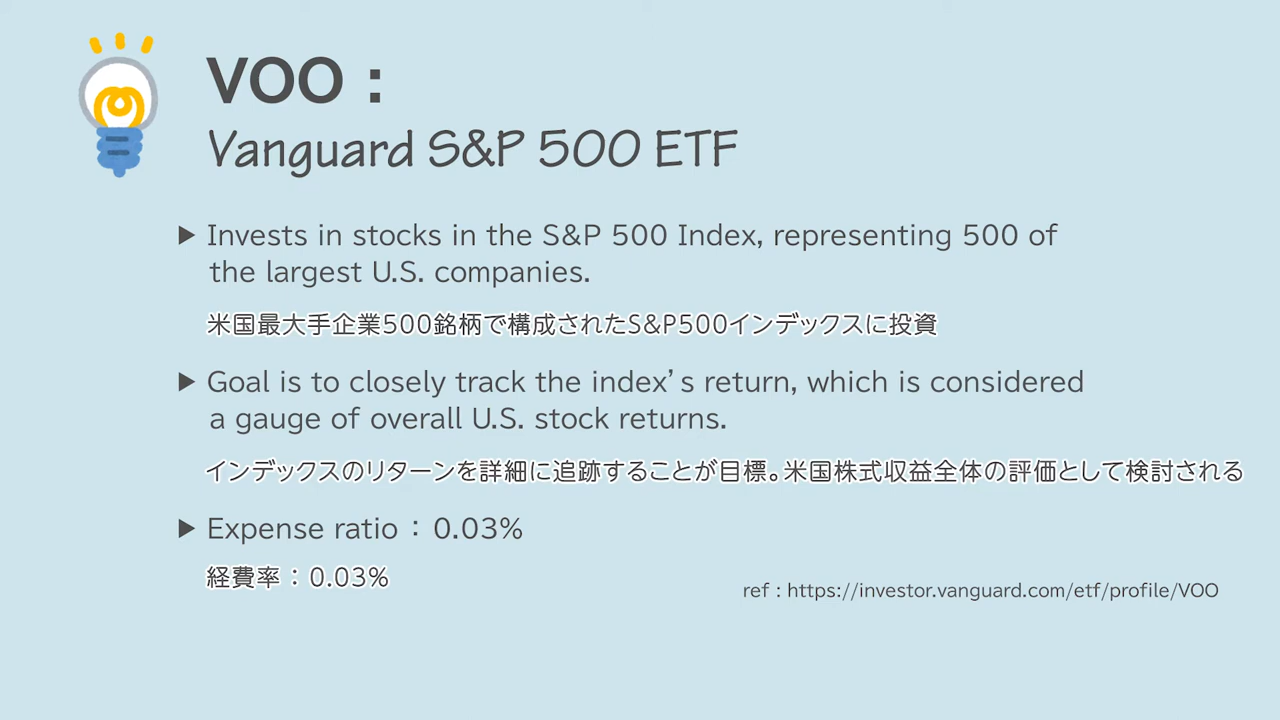 VOO :
Vanguard S&P 500 ETF
▶ Invests in stocks in the S&P 500 Index, representing 500 of
the largest U.S. companies.
米国最大手企業500銘柄で構成されたS&P500インデックスに投資
▶ Goal is to closely track the index's return, which is considered
a gauge of overall U.S. stock returns.
インデックスのリターンを詳細に追跡することが目標。米国株式収益全体の評価として検討される
▶ Expense ratio : 0.03%
経費率 : 0.03%
ref : https://investor.vanguard.com/etf/profile/VOO